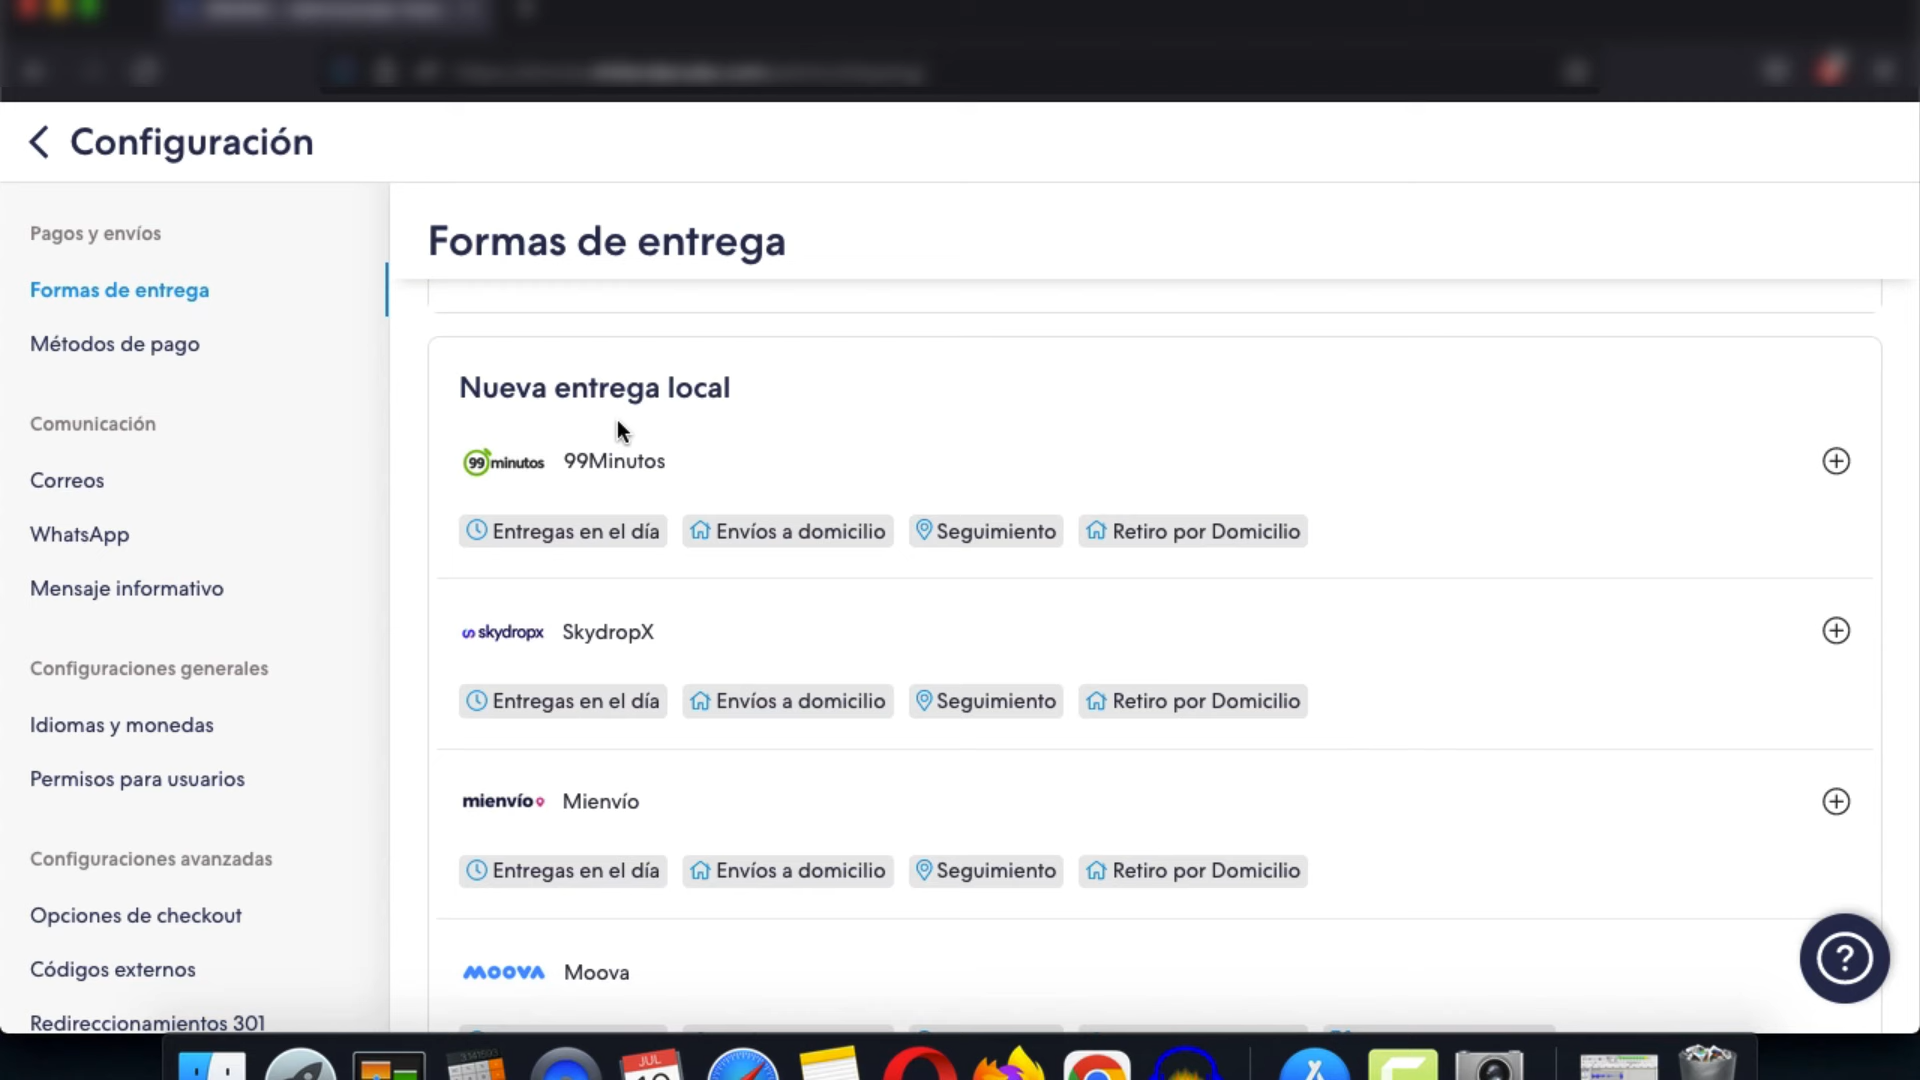 Configuración
Pagos y envíos
Formas de entrega
Métodos de pago
Comunicación
Correos
WhatsApp
Mensaje informativo
Configuraciones generales
Idiomas y monedas
Permisos para usuarios
Configuraciones avanzadas
Opciones de checkout
Códigos externos
Redireccionamientos 301
Formas de entrega
Nueva entrega local
99 minutos 99Minutos
Entregas en el día Envíos a domicilio Seguimiento Retiro por Domicilio
skydropx SkydropX
Entregas en el día Envíos a domicilio Seguimiento Retiro por Domicilio
mienvío Mienvío
Entregas en el día Envíos a domicilio Seguimiento Retiro por Domicilio
MOOVA Moova
?
JUL